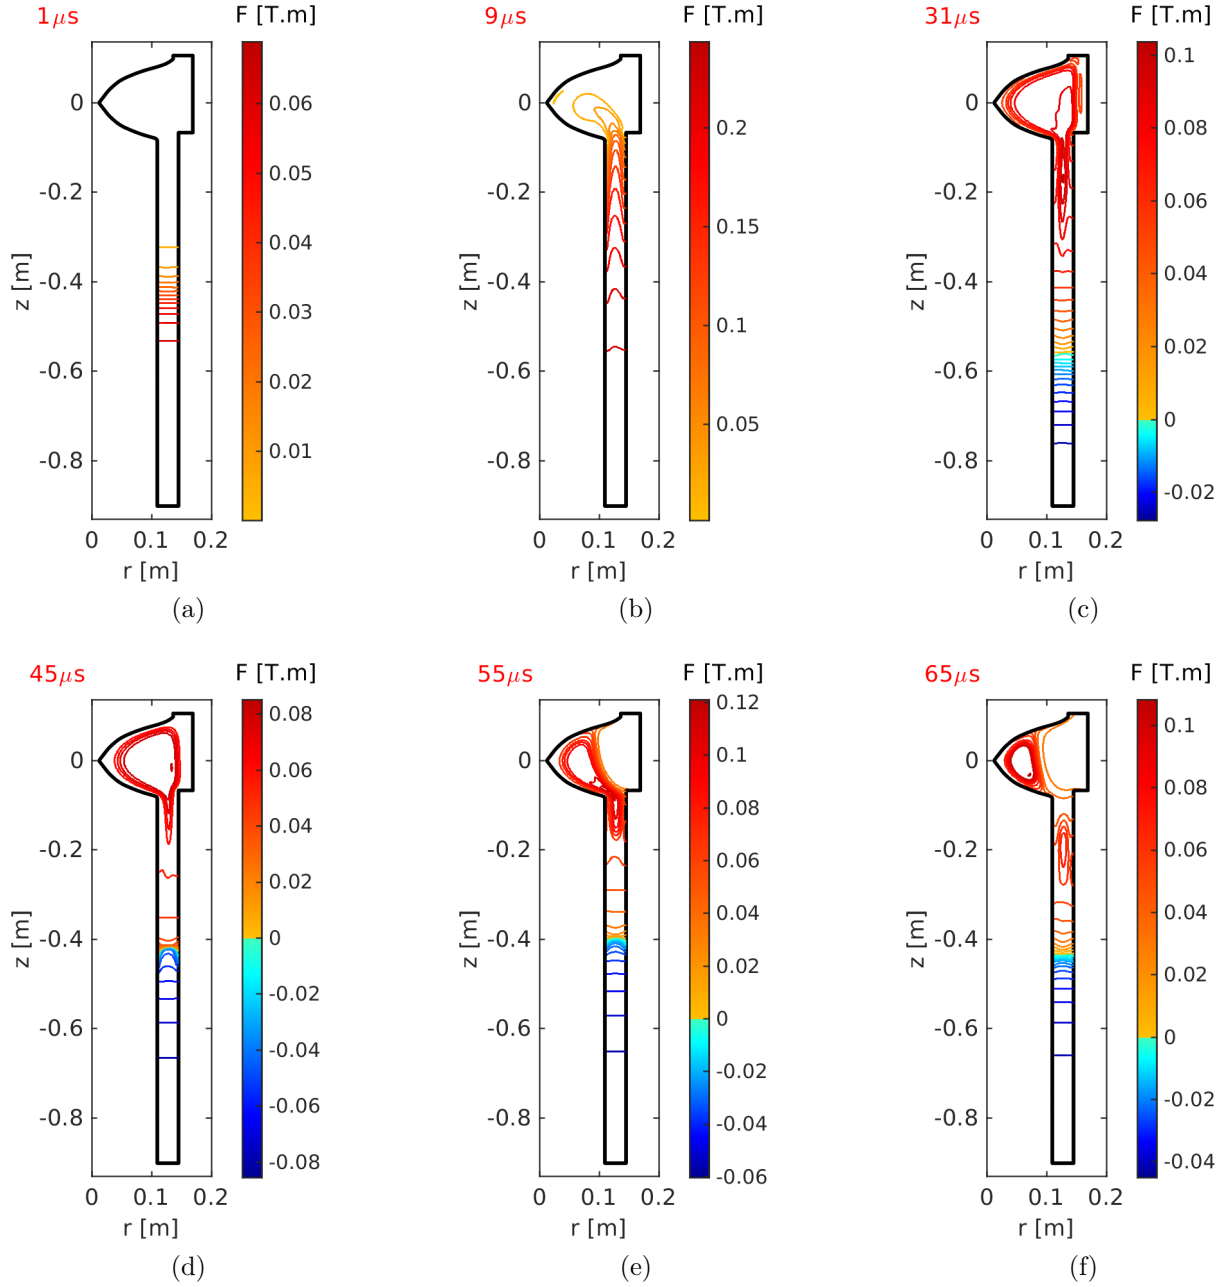 1μs F [T.m]
0.06
0.05
0.04
0.03
0.02
0.01
0
-0.2
-0.4
-0.6
-0.8
z [m]
0 0.1 0.2
r [m]
(a)
9μs F [T.m]
0.2
0.15
0.1
0.05
0
-0.2
-0.4
-0.6
-0.8
z [m]
0 0.1 0.2
r [m]
(b)
31μs F [T.m]
0.1
0.08
0.06
0.04
0.02
0
-0.02
0
-0.2
-0.4
-0.6
-0.8
z [m]
0 0.1 0.2
r [m]
(c)
45μs F [T.m]
0.08
0.06
0.04
0.02
0
-0.02
-0.04
-0.06
-0.08
0
-0.2
-0.4
-0.6
-0.8
z [m]
0 0.1 0.2
r [m]
(d)
55μs F [T.m]
0.12
0.1
0.08
0.06
0.04
0.02
0
-0.02
-0.04
-0.06
0
-0.2
-0.4
-0.6
-0.8
z [m]
0 0.1 0.2
r [m]
(e)
65μs F [T.m]
0.1
0.08
0.06
0.04
0.02
0
-0.02
-0.04
0
-0.2
-0.4
-0.6
-0.8
z [m]
0 0.1 0.2
r [m]
(f)